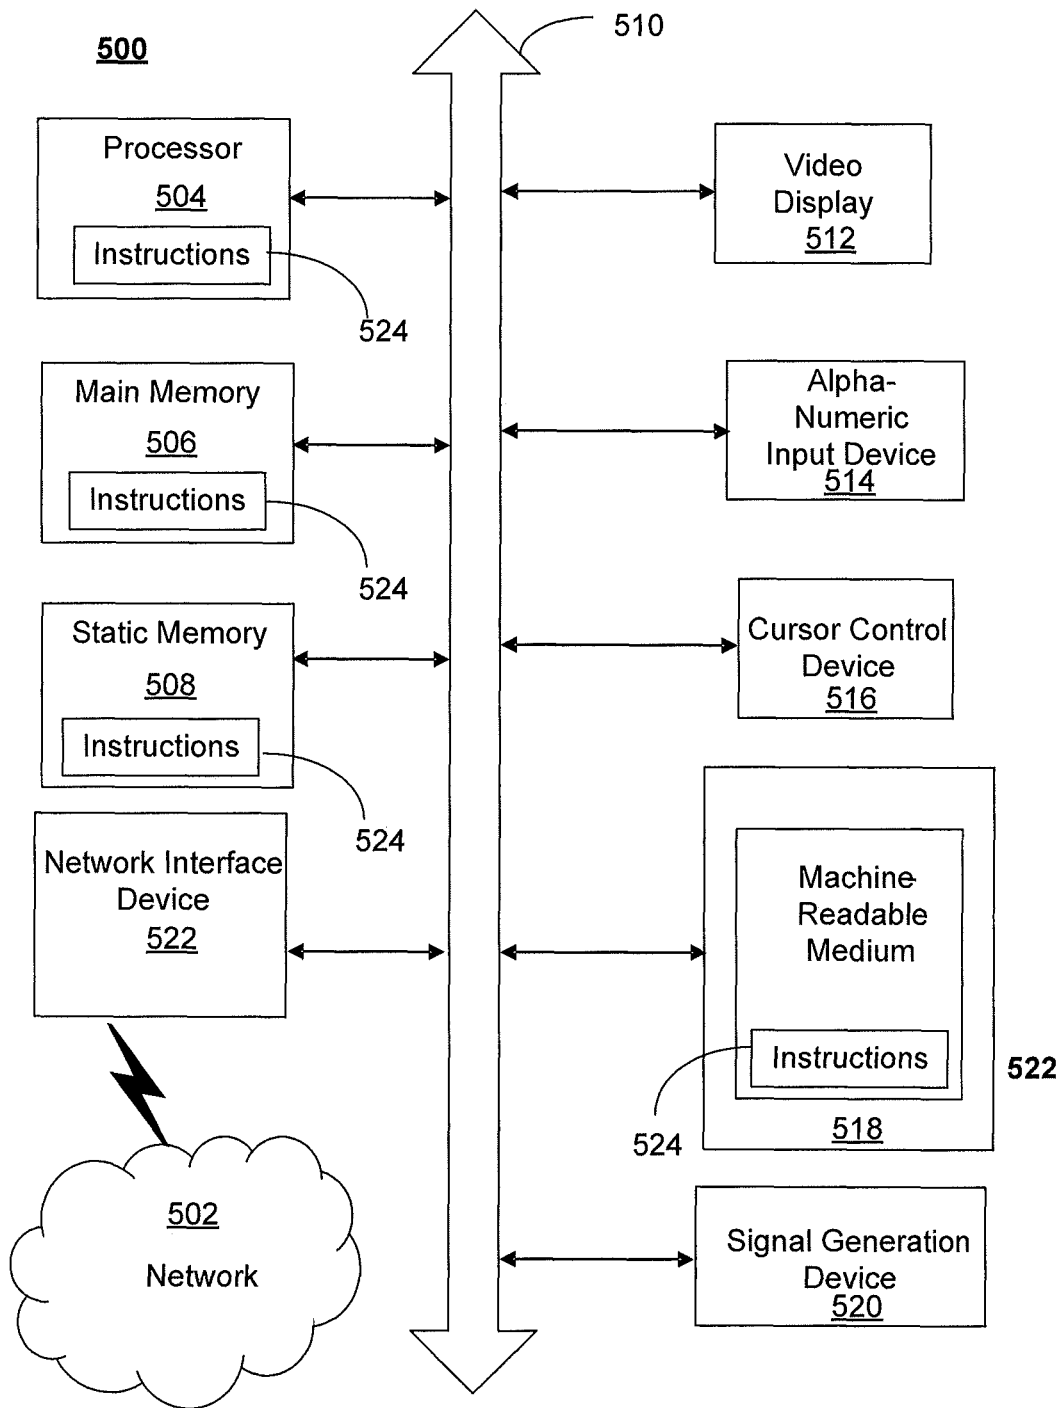 500
510
Processor
504
Instructions
524
Main Memory
506
Instructions
524
Static Memory
508
Instructions
524
Network Interface
Device
522
502
Network
Video
Display
512
Alpha-
Numeric
Input Device
514
Cursor Control
Device
516
Machine-
Readable
Medium
Instructions
524
518
522
Signal Generation
Device
520